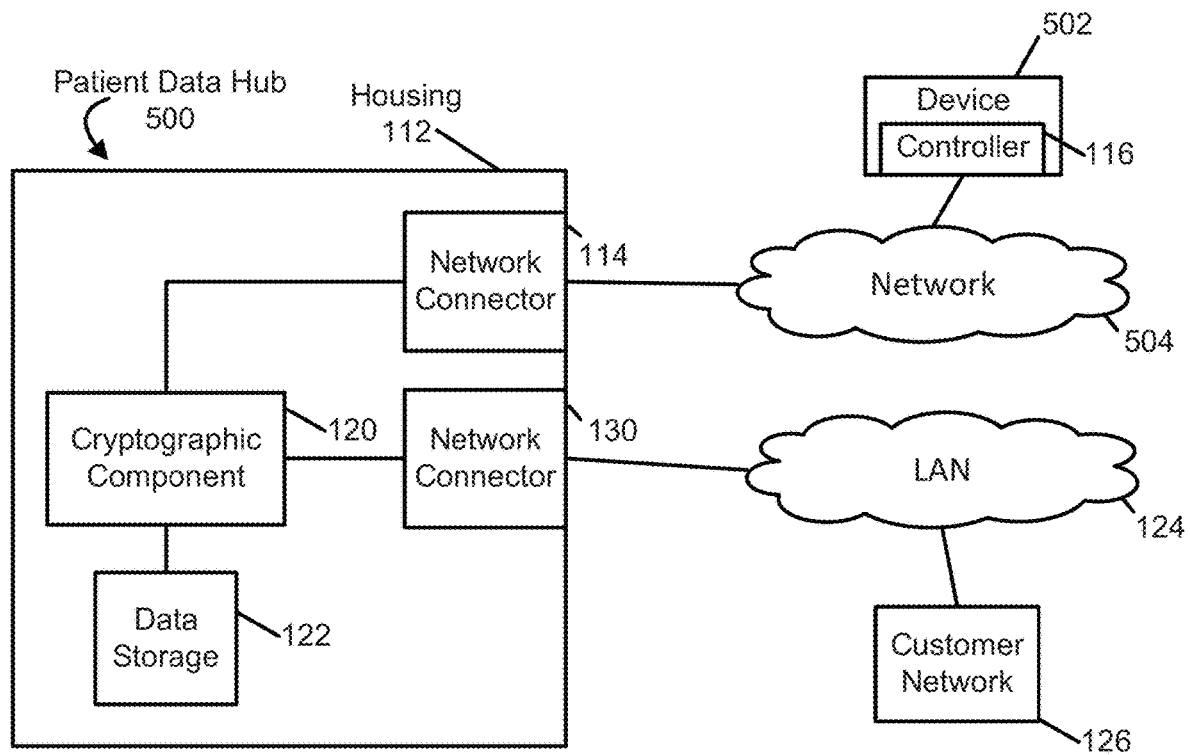 Patient Data Hub
500
Housing
112
502
Device
Controller
116
Network
Connector
114
Network
504
Cryptographic
Component
120
Network
Connector
130
LAN
124
Data
Storage
122
Customer
Network
126